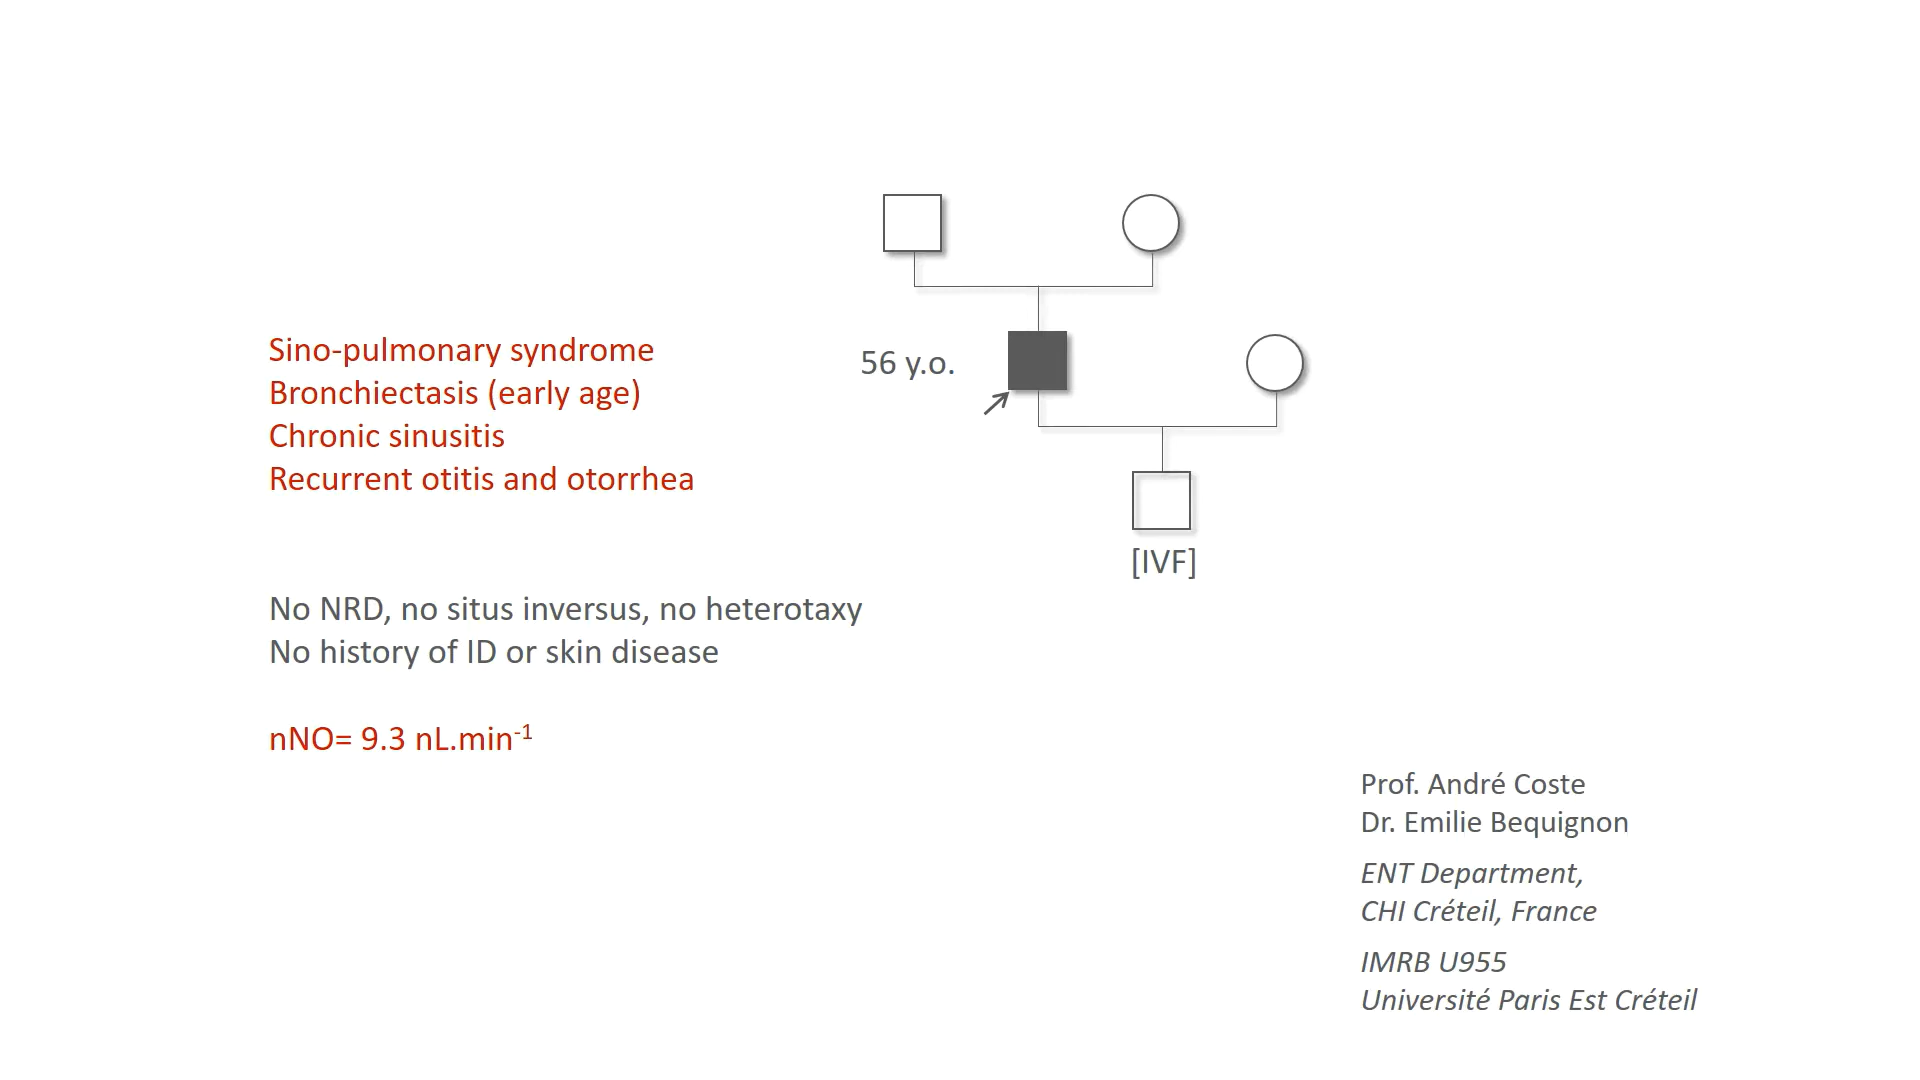 Sino-pulmonary syndrome
Bronchiectasis (early age)
Chronic sinusitis
Recurrent otitis and otorrhea
No NRD, no situs inversus, no heterotaxy
No history of ID or skin disease
nNO= 9.3 nL.min⁻¹
56 y.o.
[IVF]
Prof. André Coste
Dr. Emilie Bequignon
ENT Department,
CHI Créteil, France
IMRB U955
Université Paris Est Créteil